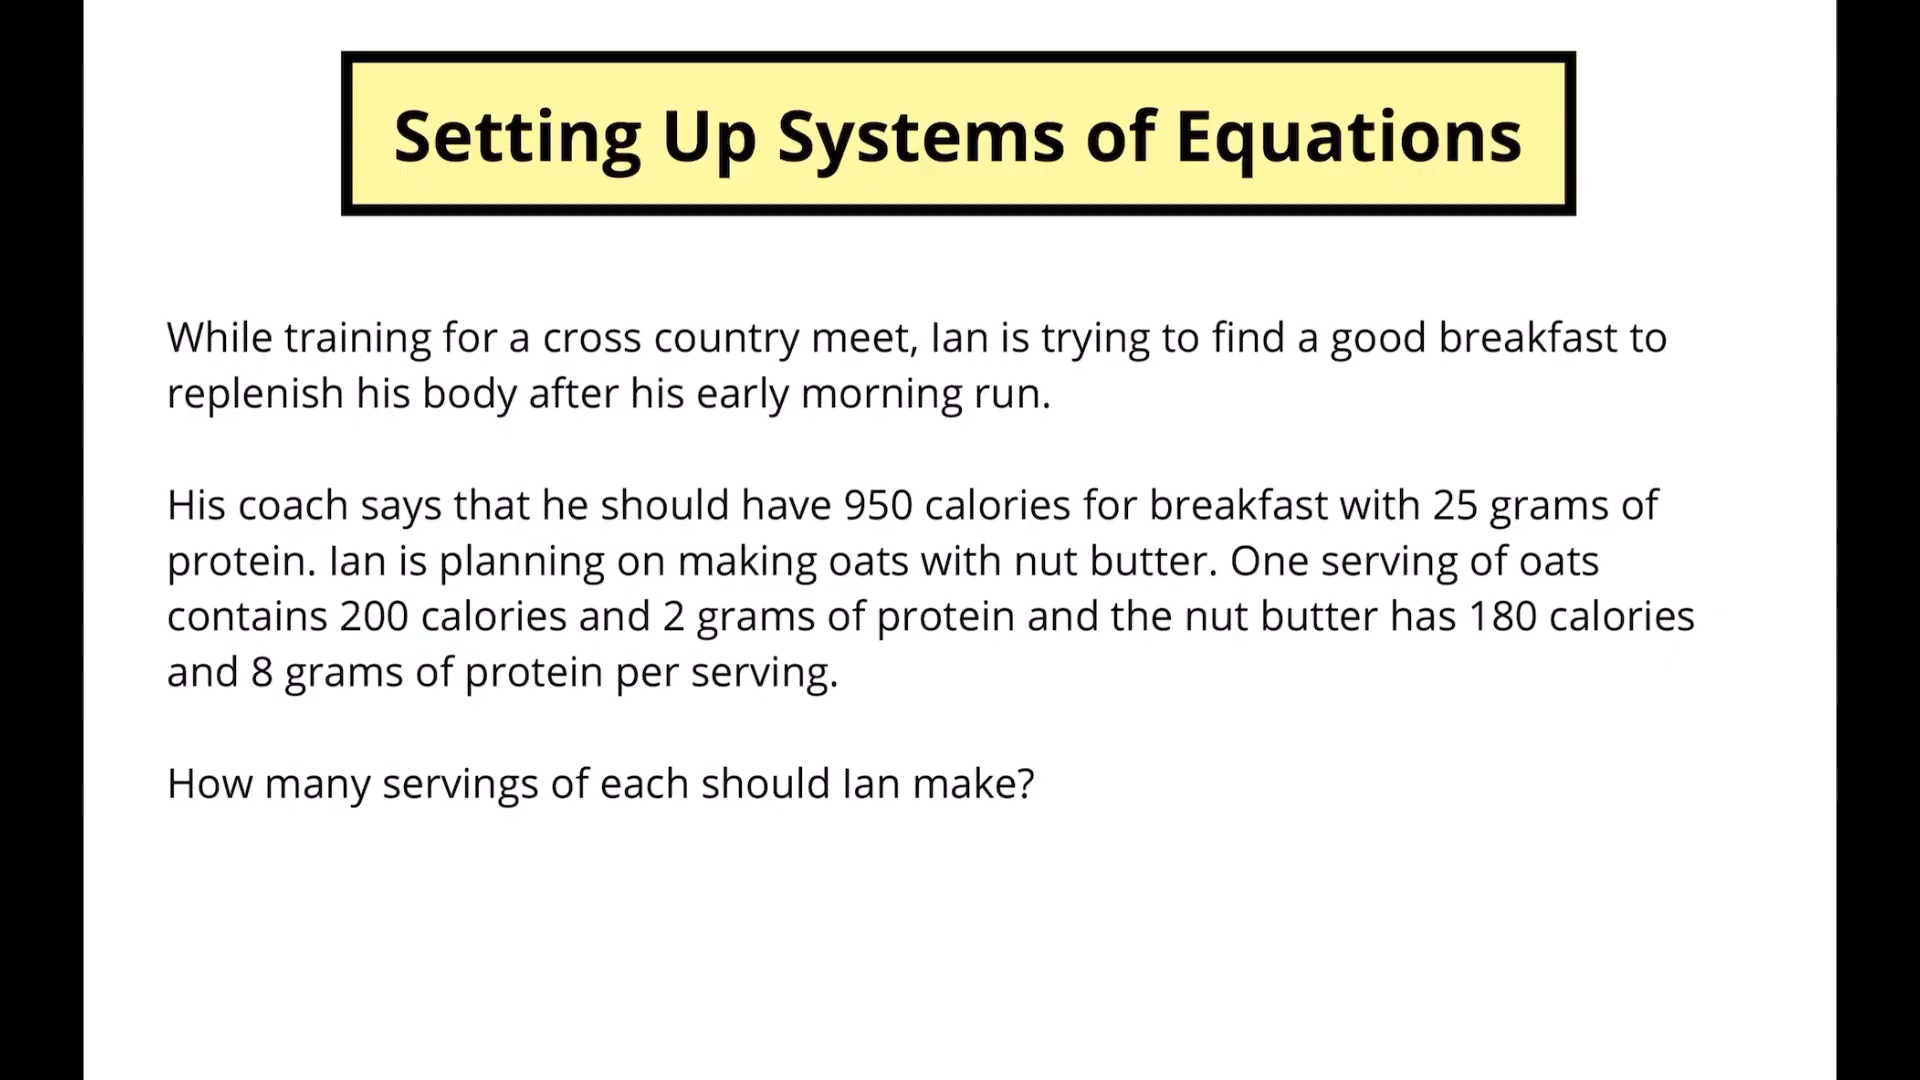 Setting Up Systems of Equations
While training for a cross country meet, Ian is trying to find a good breakfast to
replenish his body after his early morning run.
His coach says that he should have 950 calories for breakfast with 25 grams of
protein. Ian is planning on making oats with nut butter. One serving of oats
contains 200 calories and 2 grams of protein and the nut butter has 180 calories
and 8 grams of protein per serving.
How many servings of each should Ian make?